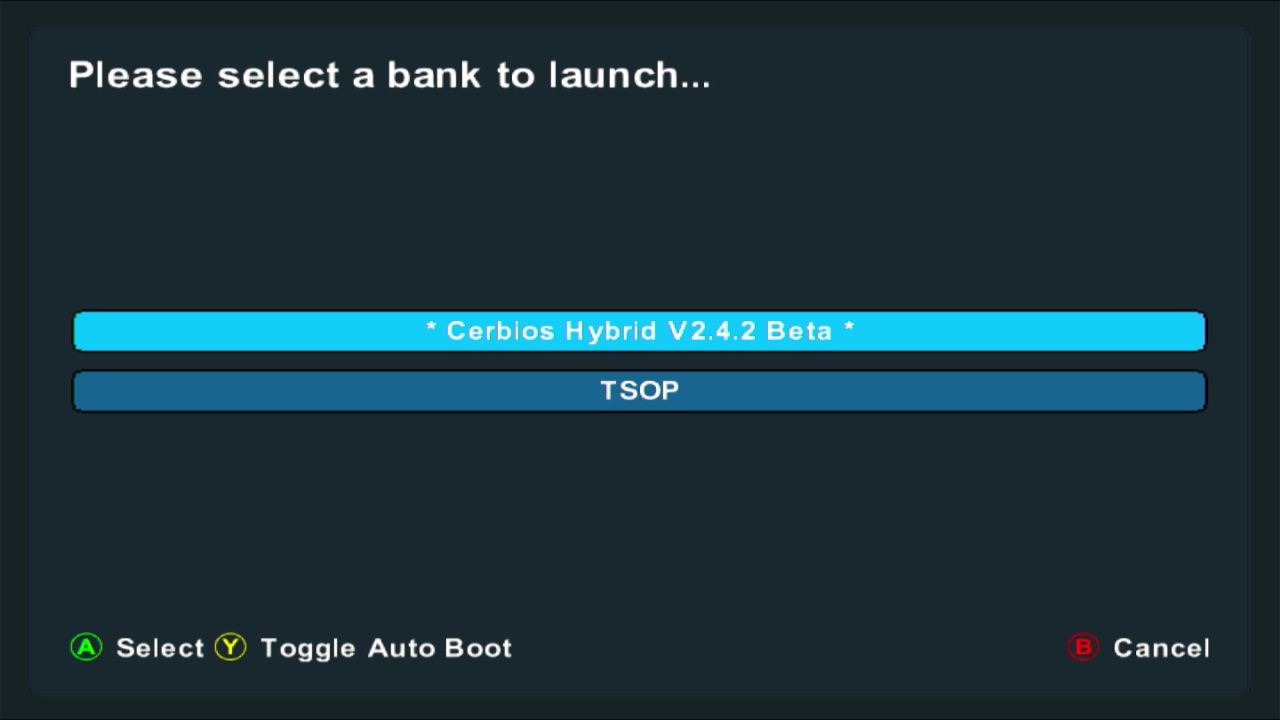 Please select a bank to launch...
* Cerbios Hybrid V2.4.2 Beta *
TSOP
A Select Y Toggle Auto Boot B Cancel